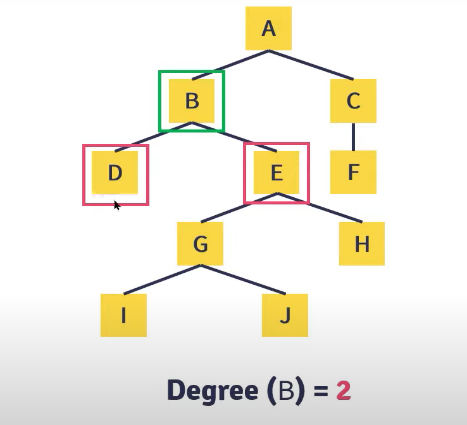 A
B C
D E F
G H
I J
Degree (B) = 2